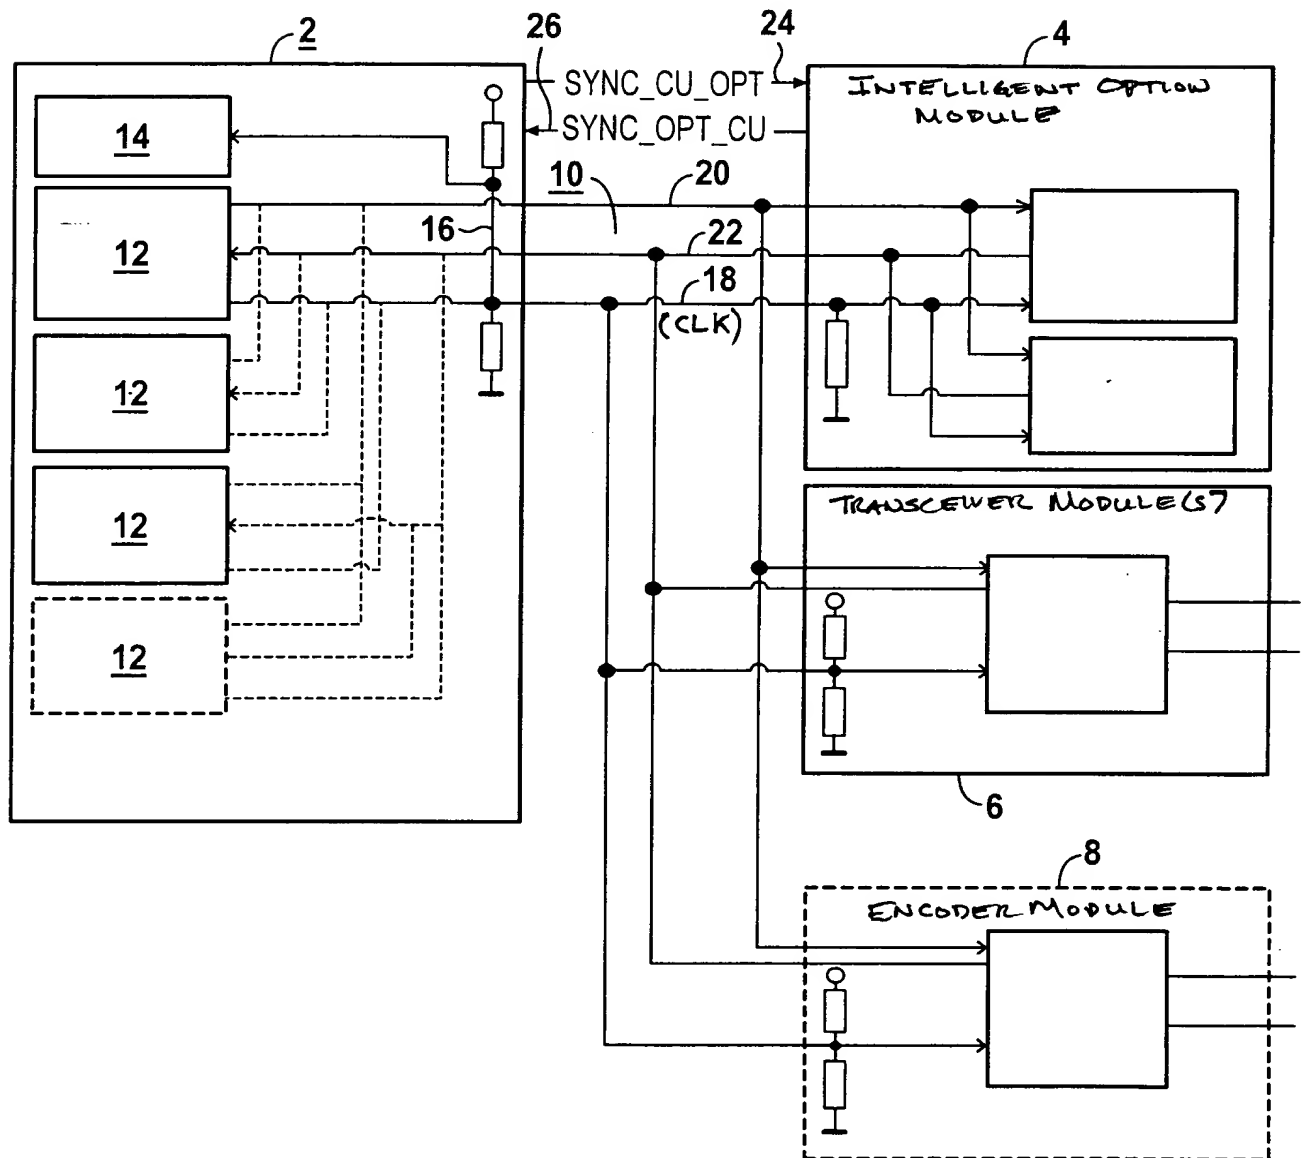 2
26
24
4
SYNC_CU_OPT
SYNC_OPT_CU
INTELLIGENT OPTION
MODULE
14
10
20
16
22
12
18
(CLK)
12
12
12
TRANSCEIVER MODULE(S)
6
8
ENCODER MODULE